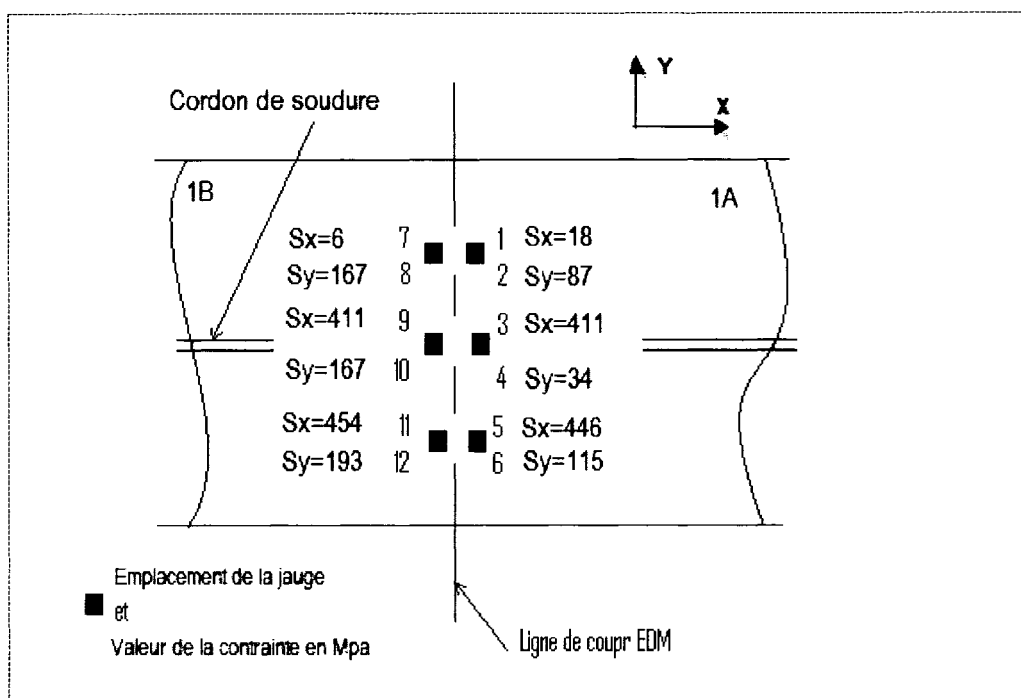 Y
X
Cordon de soudure
1B
1A
Sx=6 7 1 Sx=18
Sy=167 8 2 Sy=87
Sx=411 9 3 Sx=411
Sy=167 10 4 Sy=34
Sx=454 11 5 Sx=446
Sy=193 12 6 Sy=115
Emplacement de la jauge
et
Valeur de la contrainte en Mpa
Ligne de coupr EDM